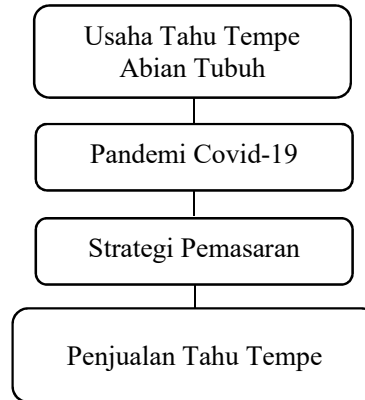 Usaha Tahu Tempe
Abian Tubuh
Pandemi Covid-19
Strategi Pemasaran
Penjualan Tahu Tempe